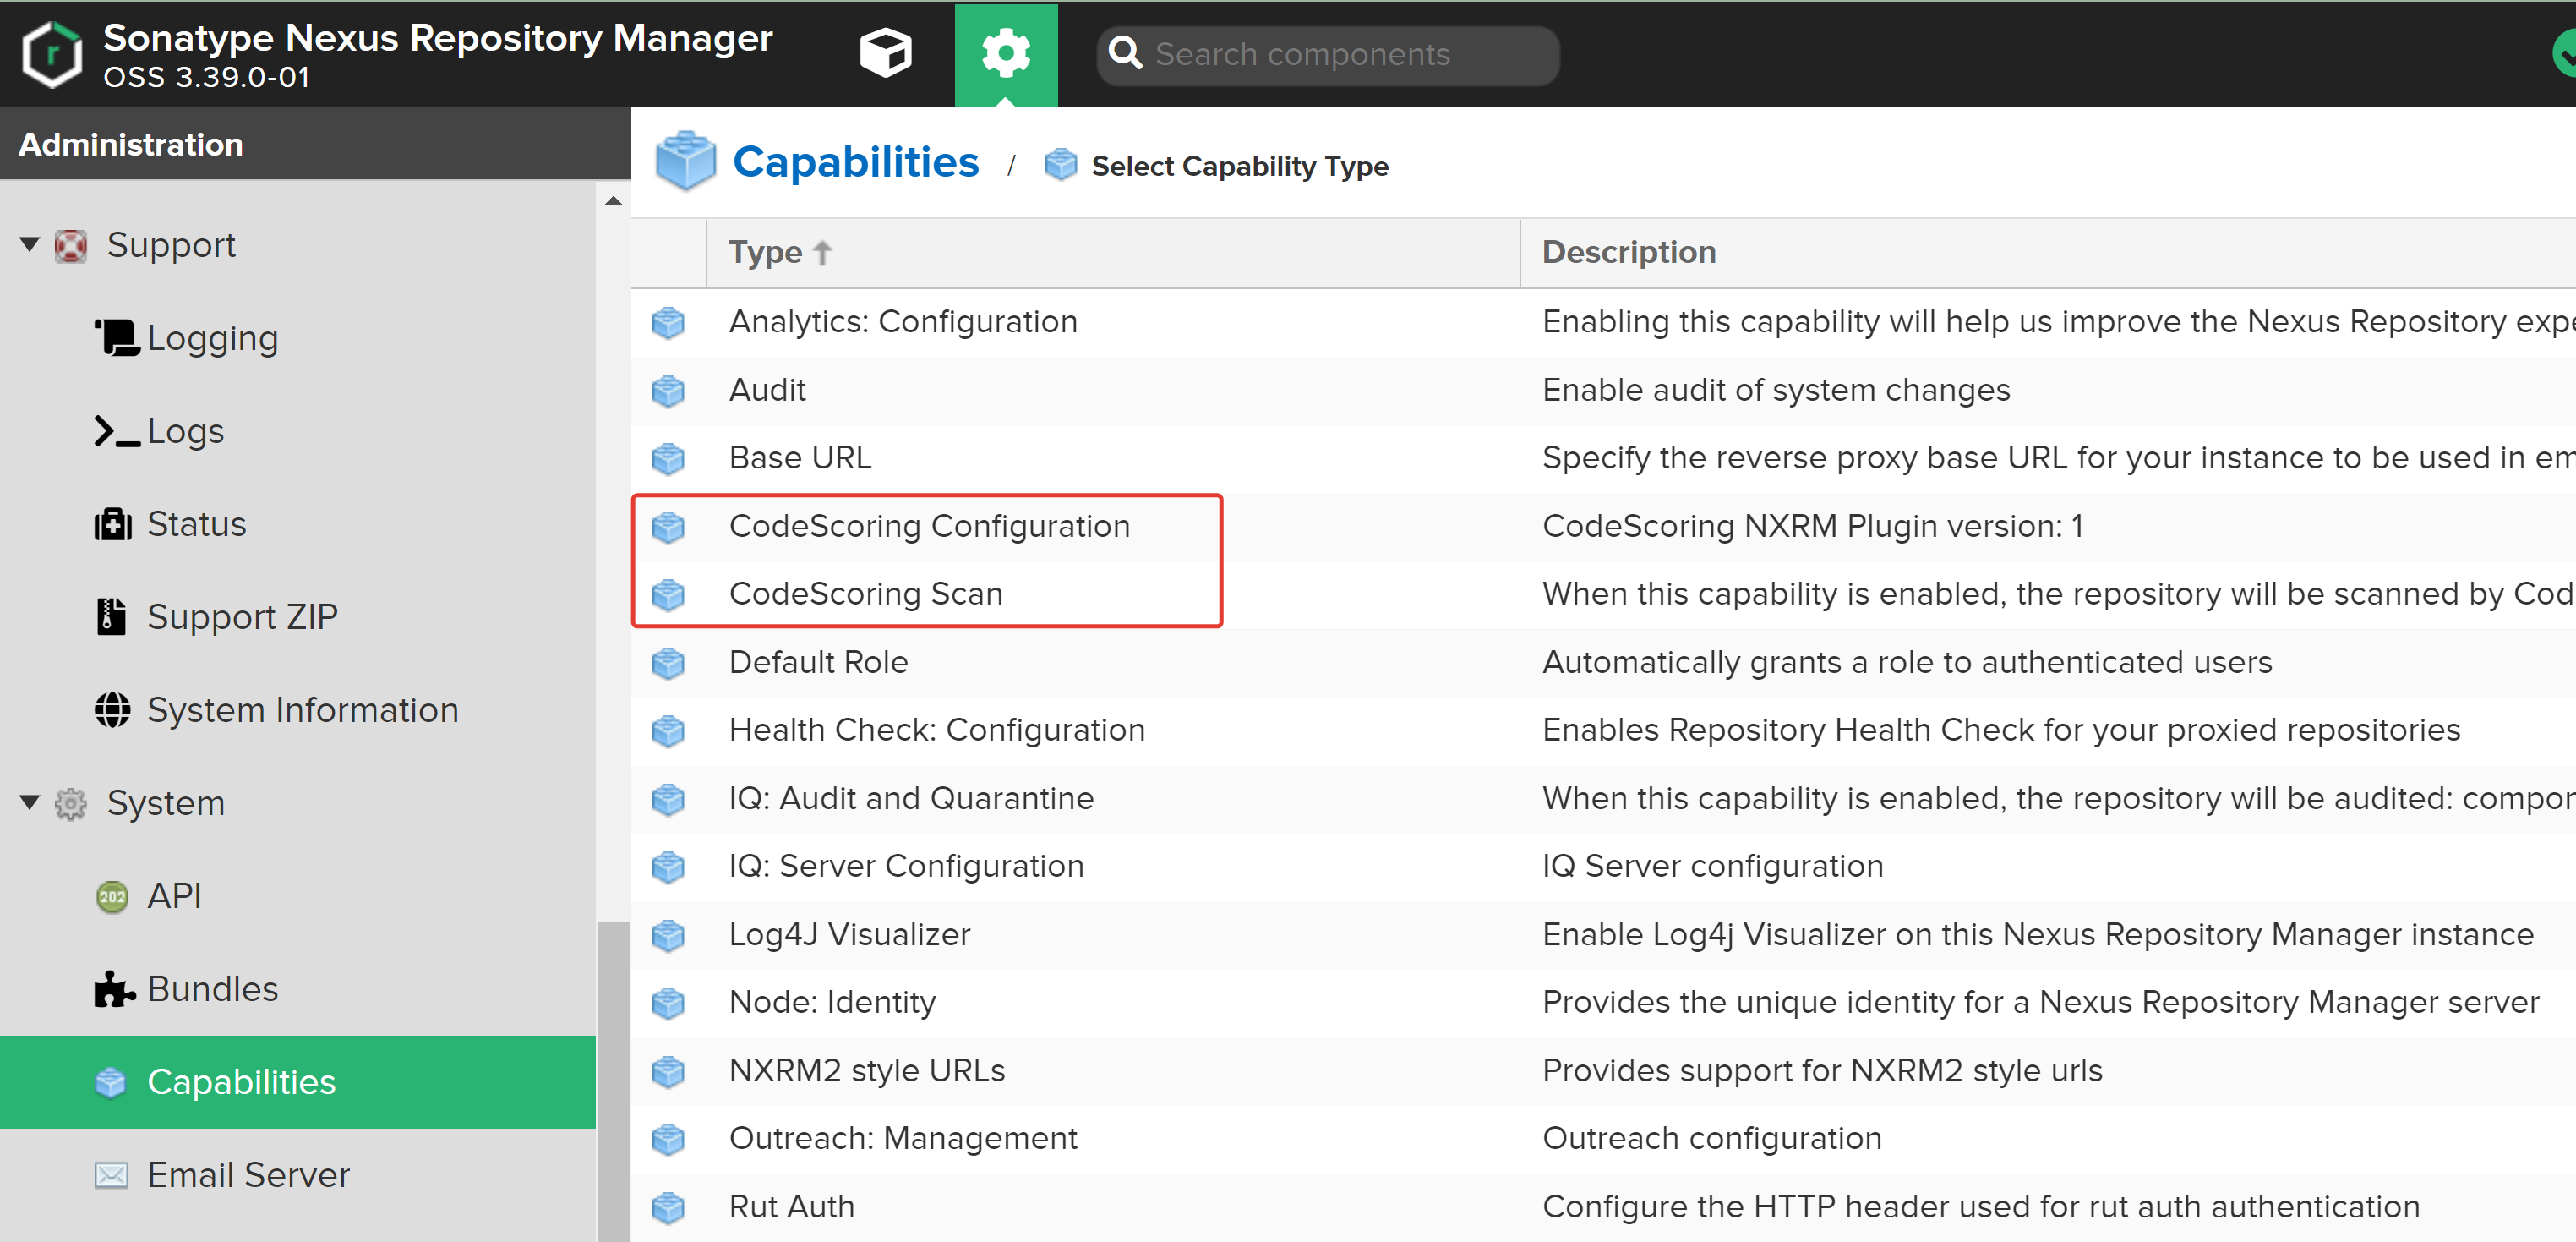 Sonatype Nexus Repository Manager
OSS 3.39.0-01
Search components
Administration
Capabilities / Select Capability Type
Support
Logging
Logs
Status
Support ZIP
System Information
System
202 API
Bundles
Capabilities
Email Server
Type Description
Analytics: Configuration Enabling this capability will help us improve the Nexus Repository expe
Audit Enable audit of system changes
Base URL Specify the reverse proxy base URL for your instance to be used in em
CodeScoring Configuration CodeScoring NXRM Plugin version: 1
CodeScoring Scan When this capability is enabled, the repository will be scanned by Cod
Default Role Automatically grants a role to authenticated users
Health Check: Configuration Enables Repository Health Check for your proxied repositories
IQ: Audit and Quarantine When this capability is enabled, the repository will be audited: compon
IQ: Server Configuration IQ Server configuration
Log4J Visualizer Enable Log4j Visualizer on this Nexus Repository Manager instance
Node: Identity Provides the unique identity for a Nexus Repository Manager server
NXRM2 style URLs Provides support for NXRM2 style urls
Outreach: Management Outreach configuration
Rut Auth Configure the HTTP header used for rut auth authentication